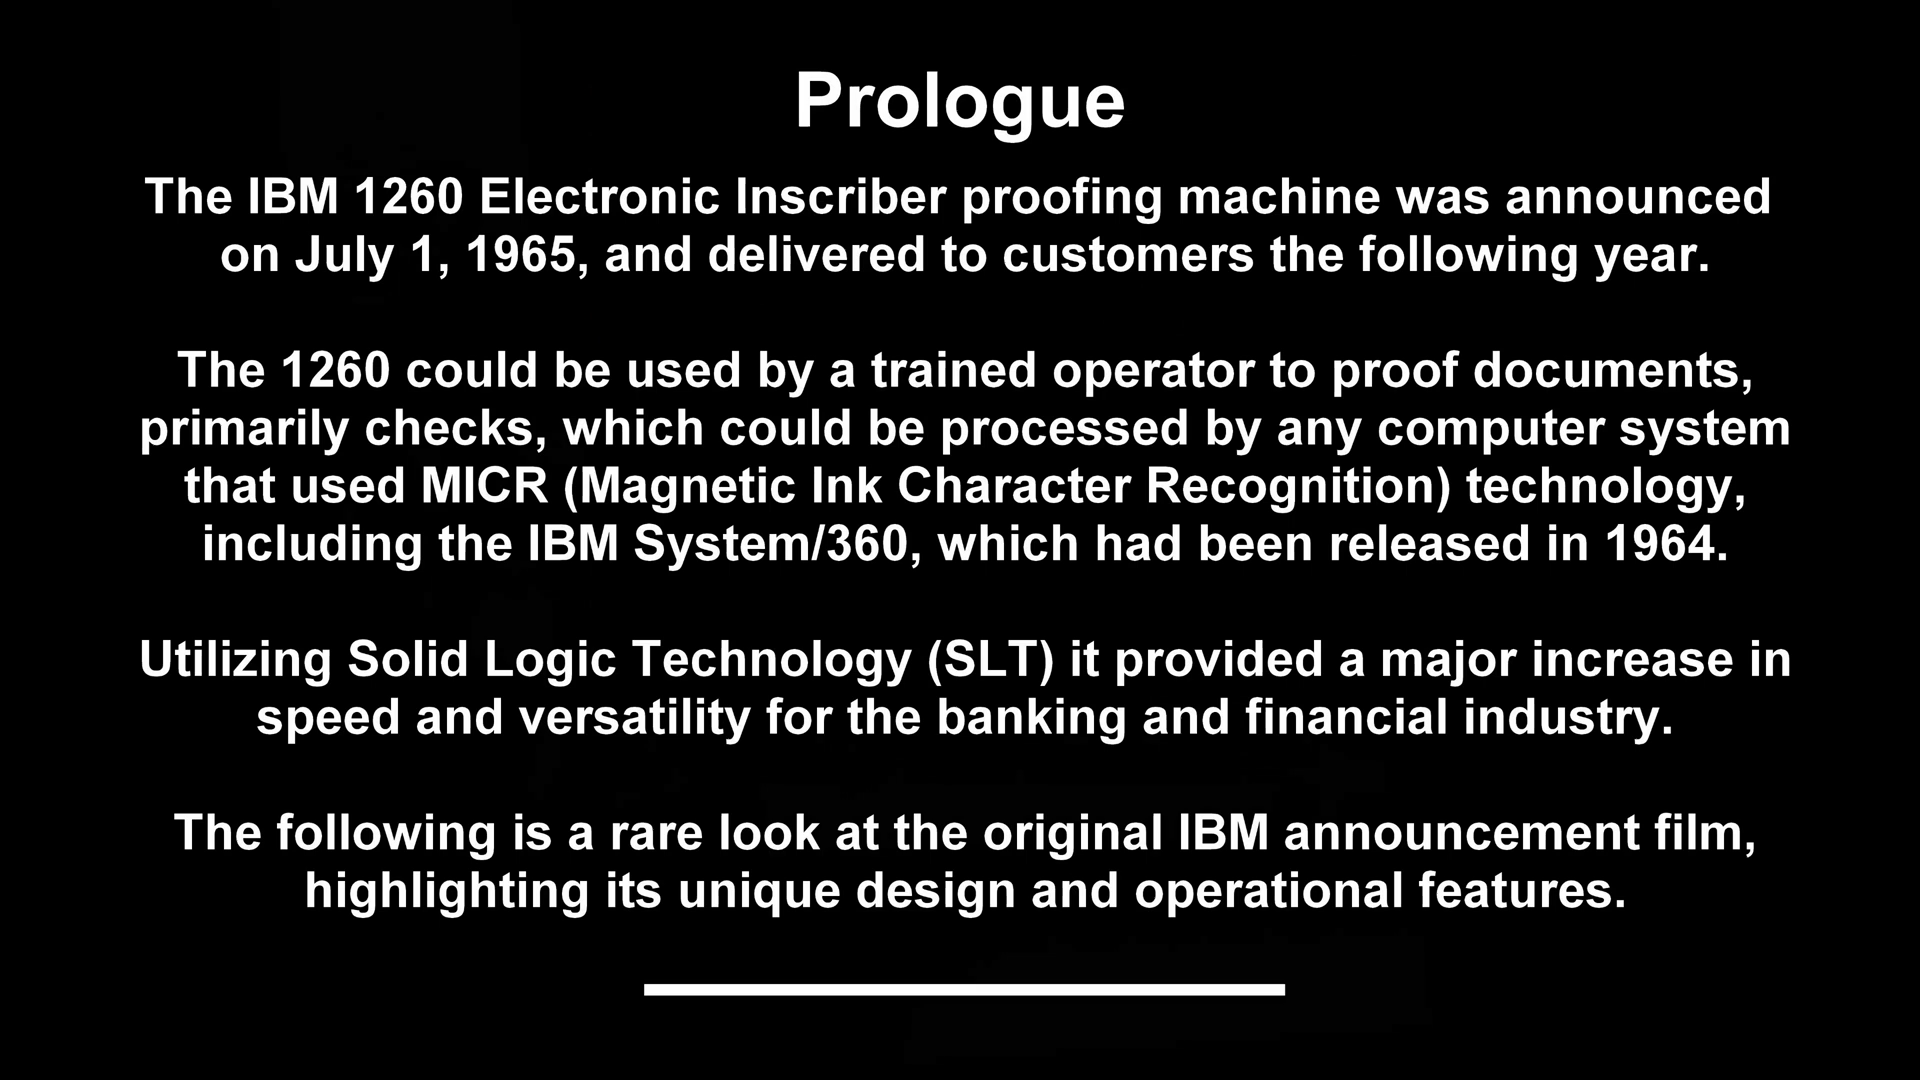 Prologue
The IBM 1260 Electronic Inscriber proofing machine was announced
on July 1, 1965, and delivered to customers the following year.
The 1260 could be used by a trained operator to proof documents,
primarily checks, which could be processed by any computer system
that used MICR (Magnetic Ink Character Recognition) technology,
including the IBM System/360, which had been released in 1964.
Utilizing Solid Logic Technology (SLT) it provided a major increase in
speed and versatility for the banking and financial industry.
The following is a rare look at the original IBM announcement film,
highlighting its unique design and operational features.